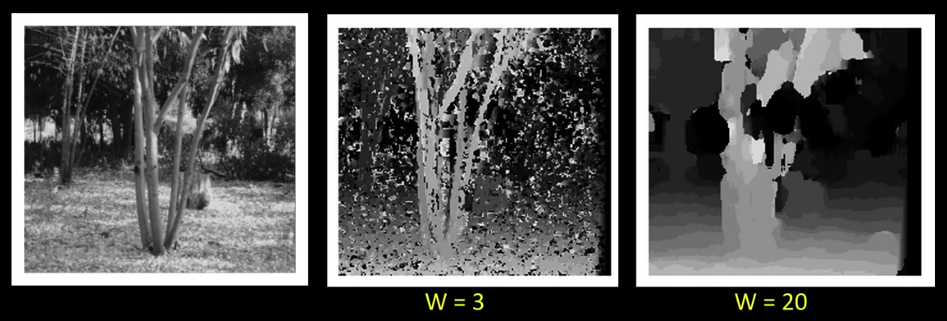 W = 3
W = 20